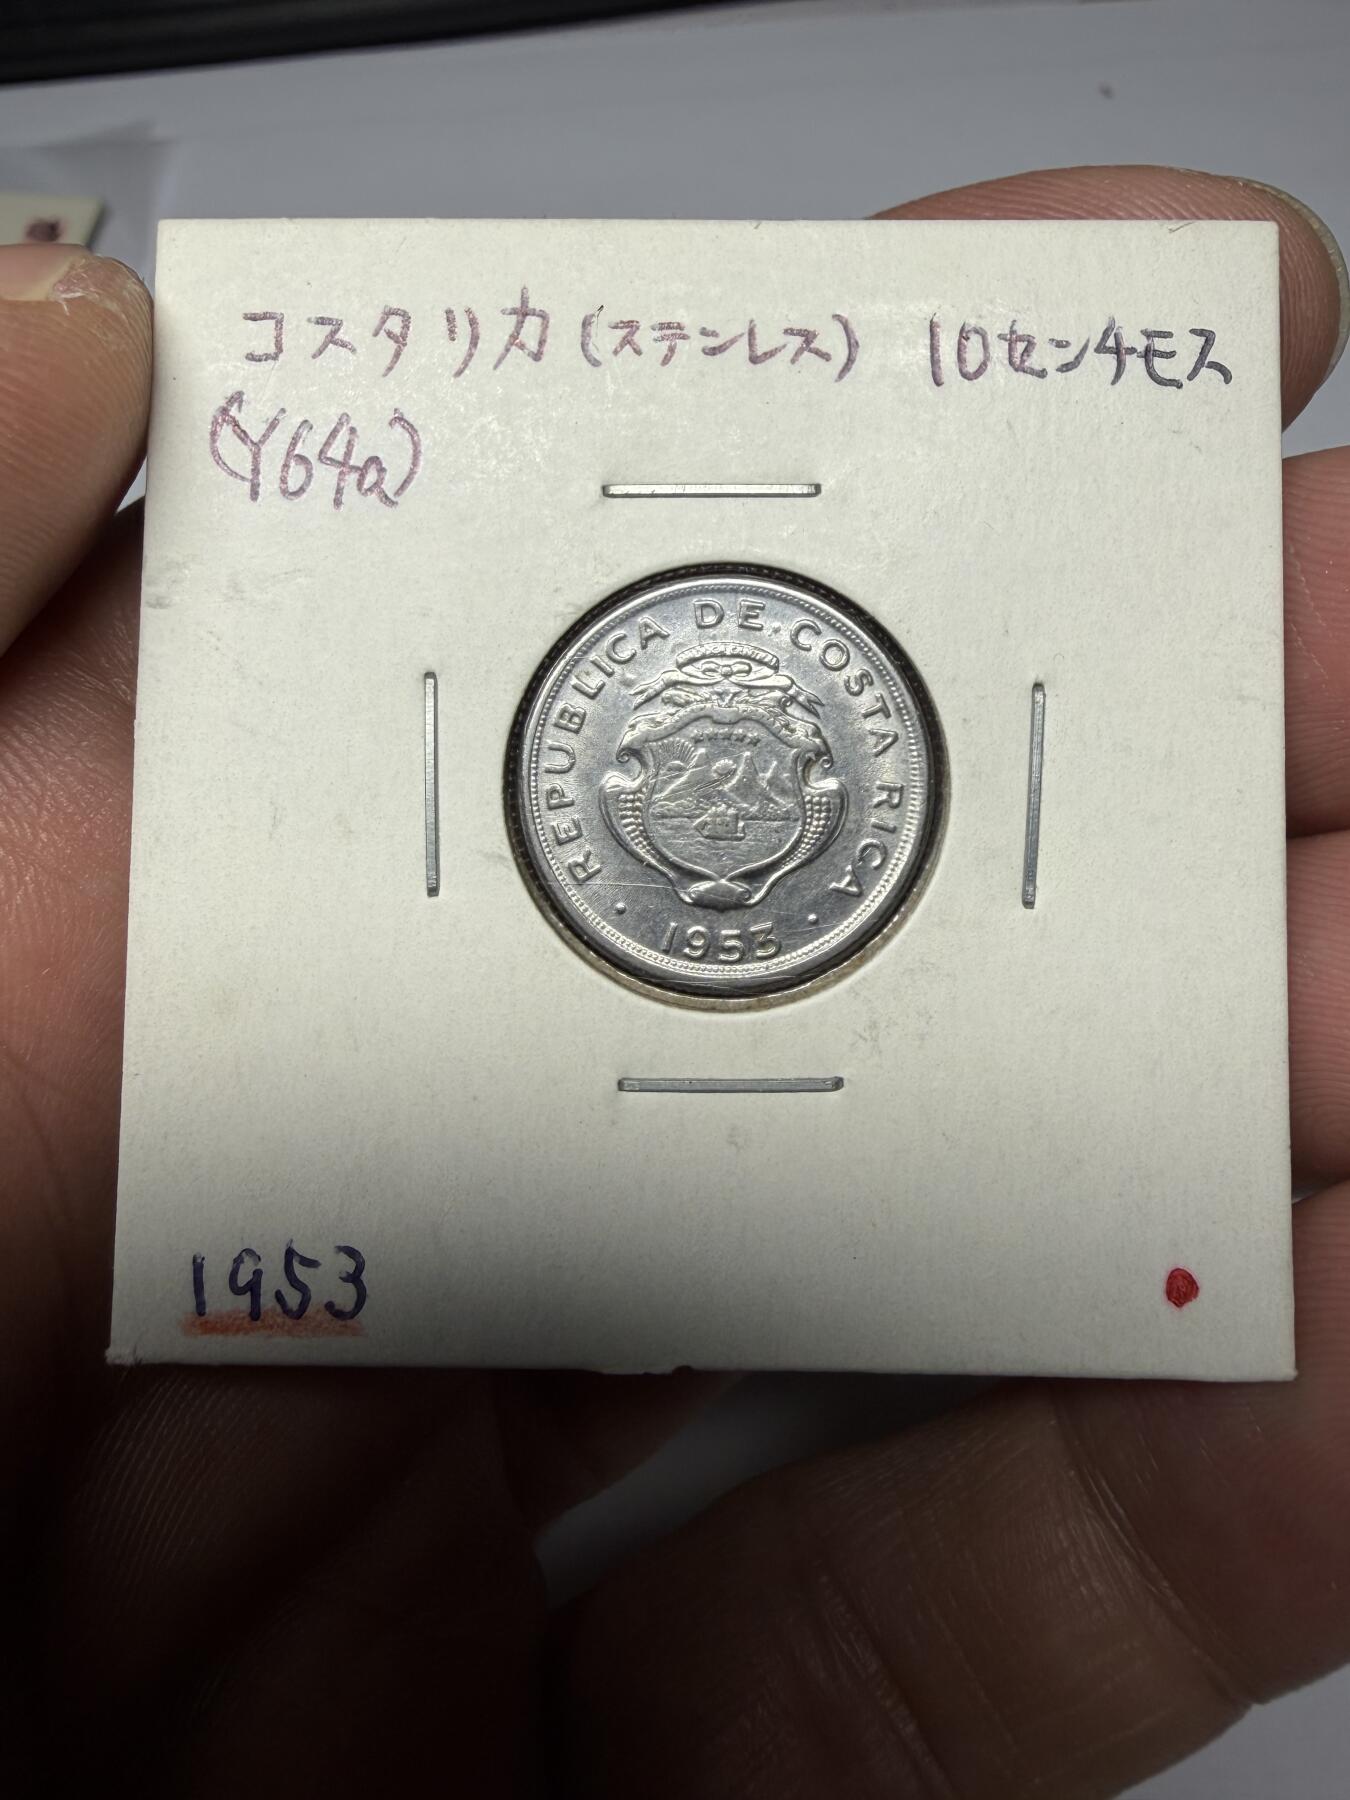 コスタリカ (ステンレス) 10センチモス
(Y64a)
REPUBLICA DE COSTA RICA
· 1953 ·
1953